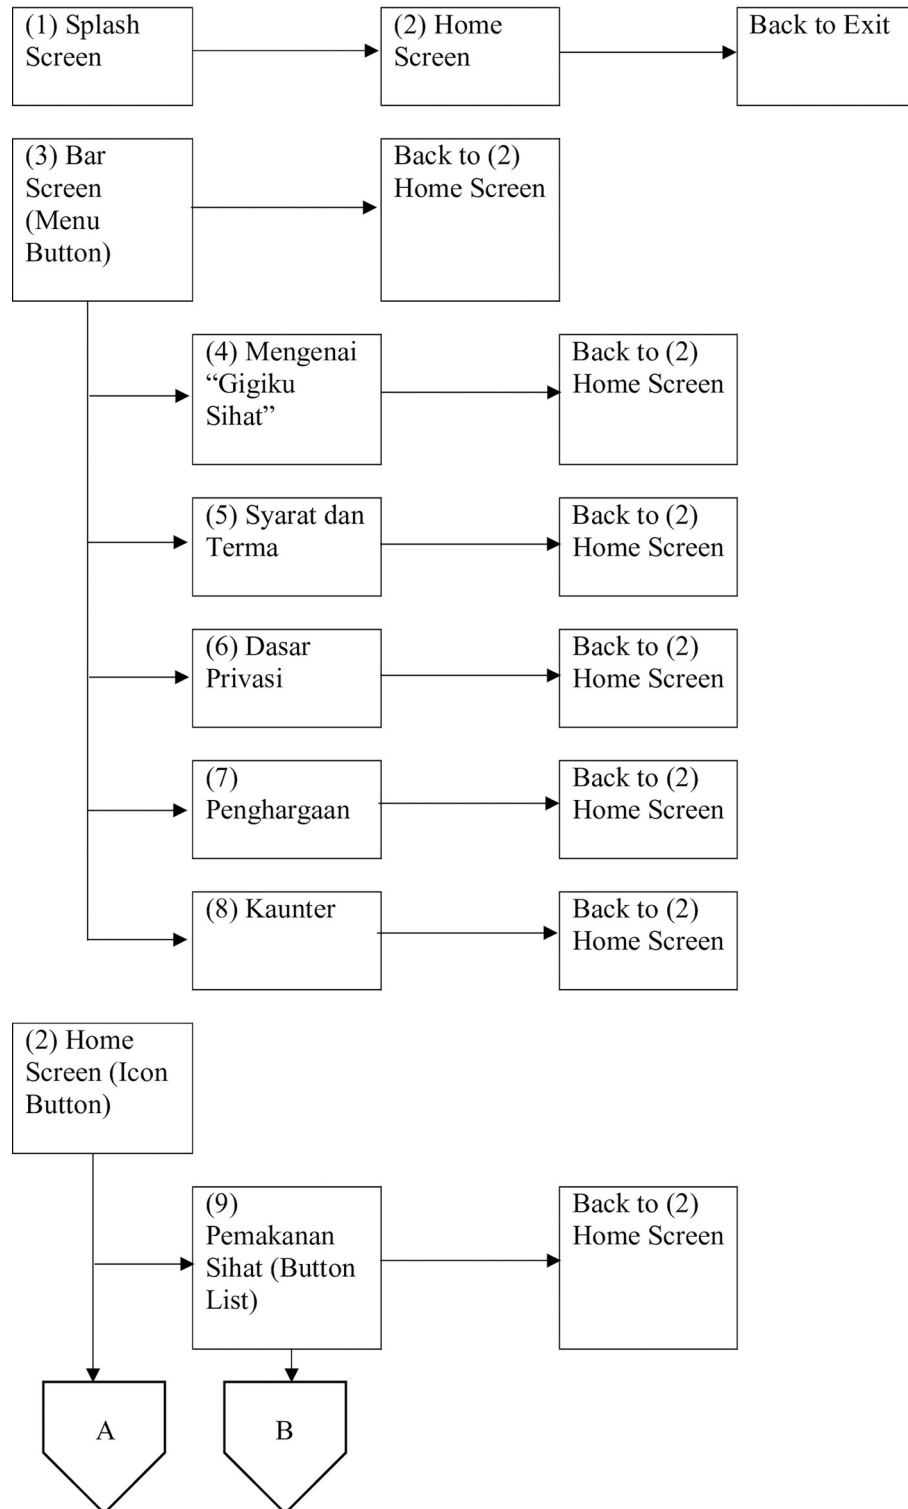 (1) Splash
Screen
(2) Home
Screen
Back to Exit
(3) Bar
Screen
(Menu
Button)
Back to (2)
Home Screen
(4) Mengenai
“Gigiku
Sihat”
Back to (2)
Home Screen
(5) Syarat dan
Terma
Back to (2)
Home Screen
(6) Dasar
Privasi
Back to (2)
Home Screen
(7)
Penghargaan
Back to (2)
Home Screen
(8) Kaunter
Back to (2)
Home Screen
(2) Home
Screen (Icon
Button)
(9)
Pemakanan
Sihat (Button
List)
Back to (2)
Home Screen
A
B